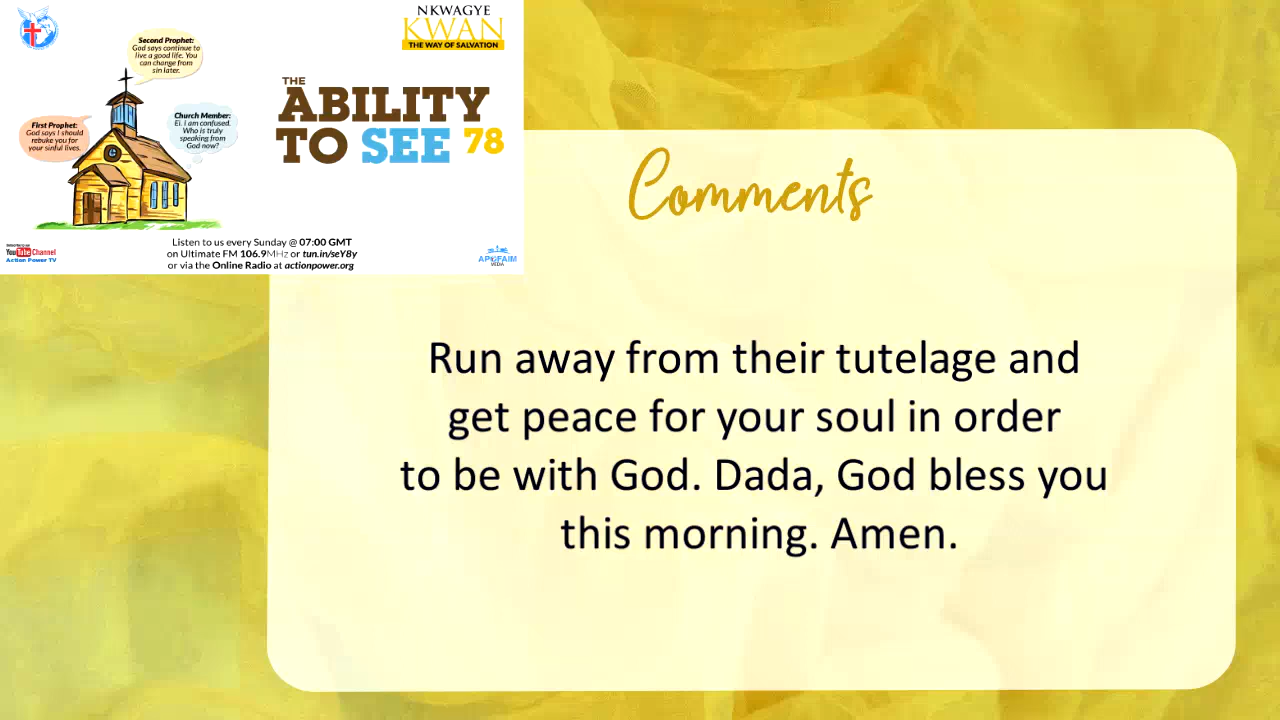 NKWAGYE
KWAN
THE WAY OF SALVATION
Second Prophet:
God says continue to
live a good life. You
can change from
sin later.
First Prophet:
God says I should
rebuke you for
your sinful lives.
Church Member:
Ei. I am confused.
Who is truly
speaking from
God now?
THE
ABILITY
TO SEE 78
Listen to us every Sunday @ 07:00 GMT
on Ultimate FM 106.9MHz or tun.in/seY8y
or via the Online Radio at actionpower.org
YouTube Channel
Action Power TV
APOFAIM
MEDIA
Comments
Run away from their tutelage and
get peace for your soul in order
to be with God. Dada, God bless you
this morning. Amen.